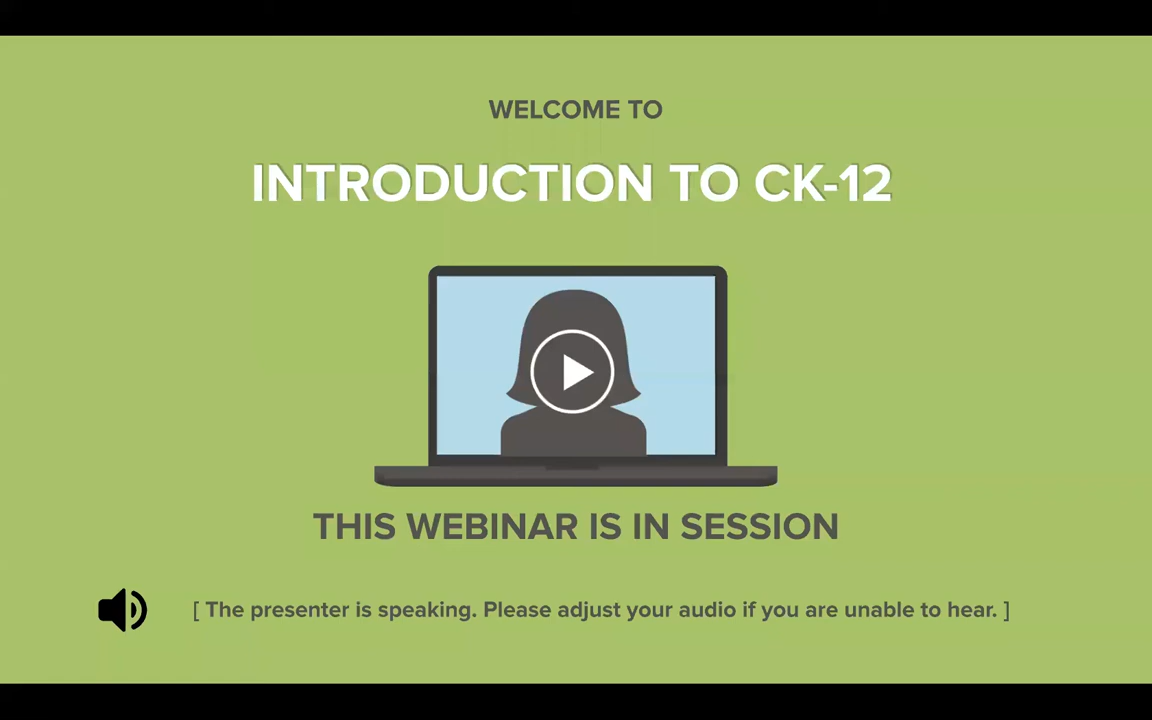 WELCOME TO
INTRODUCTION TO CK-12
THIS WEBINAR IS IN SESSION
[ The presenter is speaking. Please adjust your audio if you are unable to hear. ]